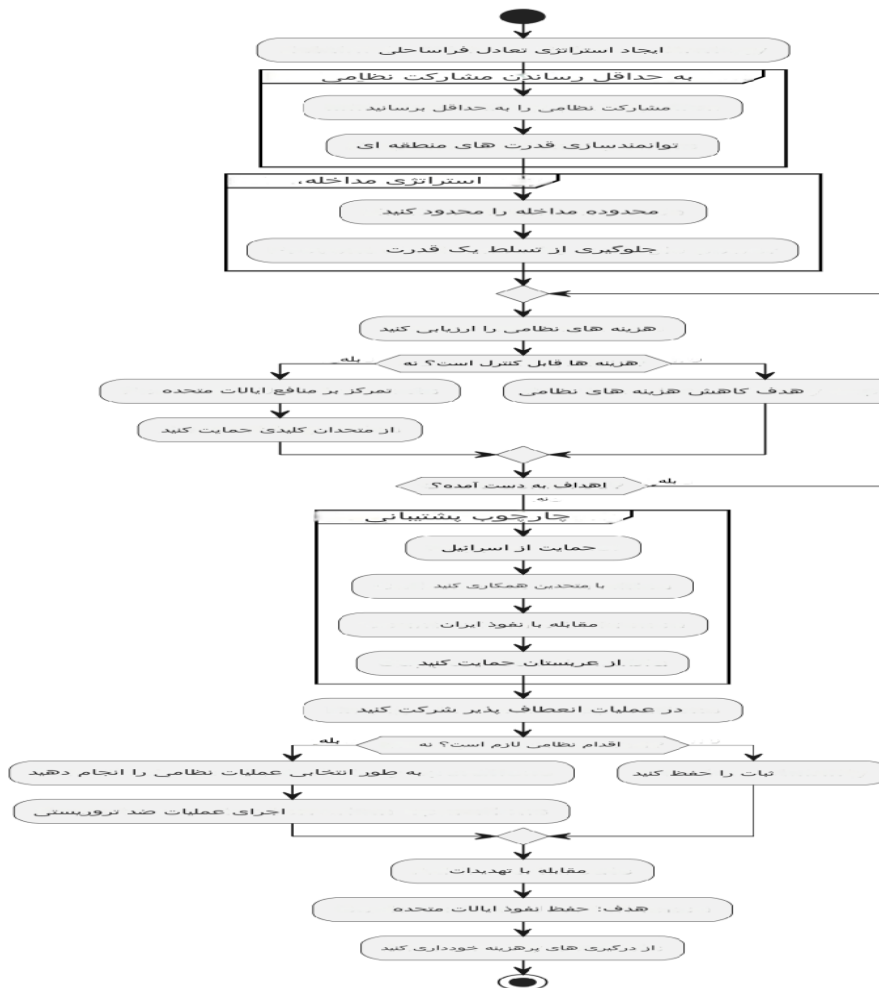 ایجاد استراتژی تعادل فراساحلی
به حداقل رساندن مشارکت نظامی
مشارکت نظامی را به حداقل برسانید
توانمندسازی قدرت های منطقه ای
استراتژی مداخله.
محدوده مداخله را محدود کنید
جلوگیری از تسلط یک قدرت
هزینه های نظامی را ارزیابی کنید
هزینه ها قابل کنترل است؟ نه
بله
تمرکز بر منافع ایالات متحده
هدف کاهش هزینه های نظامی
از متحدان کلیدی حمایت کنید
اهداف به دست آمده؟
بله
نه
چارچوب پشتیبانی
حمایت از اسرائیل
با متحدین همکاری کنید
مقابله با نفوذ ایران
از عربستان حمایت کنید
در عملیات انعطاف پذیر شرکت کنید
اقدام نظامی لازم است؟ نه
بله
به طور انتخابی عملیات نظامی را انجام دهید
ثبات را حفظ کنید
اجرای عملیات ضد تروریستی
مقابله با تهدیدات
هدف: حفظ نفوذ ایالات متحده
از درگیری های پرهزینه خودداری کنید